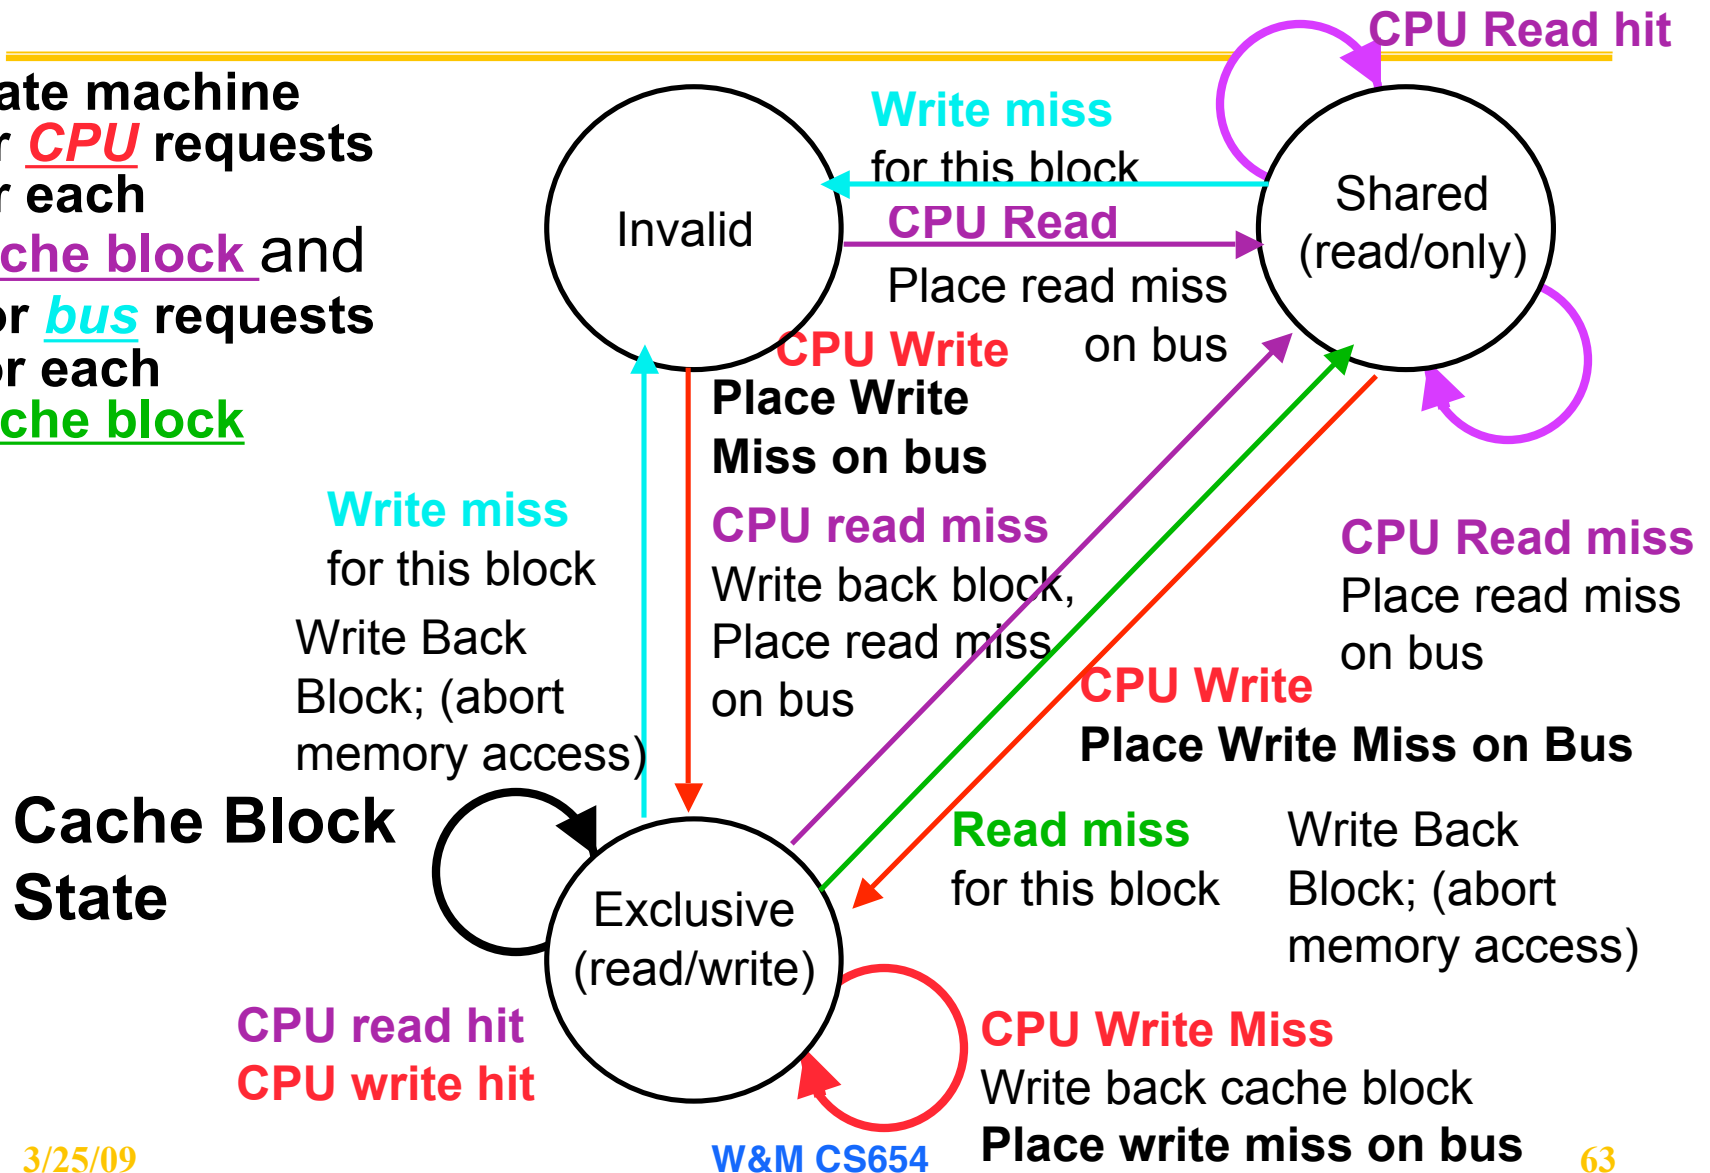 CPU Read hit
ate machine
r CPU requests
r each
che block and
or bus requests
or each
che block
Write miss
for this block
Invalid
CPU Read
Place read miss
on bus
Shared
(read/only)
CPU Write
Place Write
Miss on bus
Write miss
for this block
Write Back
Block; (abort
memory access)
CPU read miss
Write back block,
Place read miss
on bus
CPU Read miss
Place read miss
on bus
CPU Write
Place Write Miss on Bus
Cache Block
State
Read miss
for this block
Write Back
Block; (abort
memory access)
Exclusive
(read/write)
CPU read hit
CPU write hit
CPU Write Miss
Write back cache block
Place write miss on bus
3/25/09
W&M CS654
63